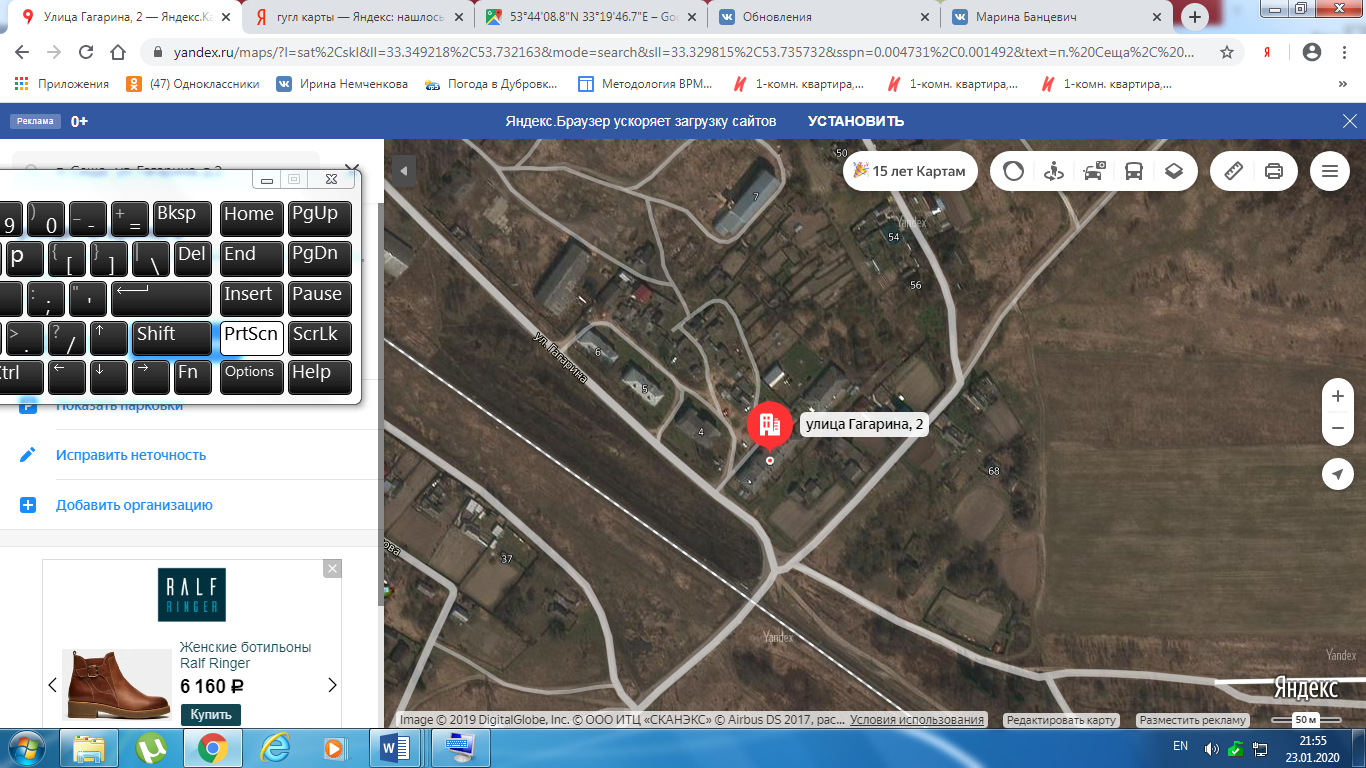 Улица Гагарина, 2 — Яндекс.Ка
гугл карты — Яндекс: нашлось
53°44'08.8"N 33°19'46.7"E – Goo
Обновления
Марина Банцевич
yandex.ru/maps/?l=sat%2Cskl&ll=33.349218%2C53.732163&mode=search&sll=33.329815%2C53.735732&sspn=0.004731%2C0.001492&text=п.%20Сеща%2C%20...
Приложения
(47) Одноклассники
Ирина Немченкова
Погода в Дубровк...
Методология ВРМ...
1-комн. квартира,...
1-комн. квартира,...
1-комн. квартира,...
»
Реклама
0+
Яндекс.Браузер ускоряет загрузку сайтов
УСТАНОВИТЬ
15 лет Картам
9 ) 0 _ - + = Bksp Home PgUp
p { [ } ] | \ Del End PgDn
: ; " ' Insert Pause
> . ? / ↑ Shift PrtScn ScrLk
Ctrl ← ↓ → Fn Options Help
Показать парковки
Исправить неточность
Добавить организацию
RALF
RINGER
Женские ботильоны
Ralf Ringer
6 160 ₽
Купить
50
7
Yandex
54
56
ул. Гагарина
6
5
4
улица Гагарина, 2
68
37
ова
Yandex
Yandex
Яндекс
Image © 2019 DigitalGlobe, Inc. © ООО ИТЦ «СКАНЭКС» © Airbus DS 2017, рас...
Условия использования
Редактировать карту
Разместить рекламу
50 м
EN
21:55
23.01.2020